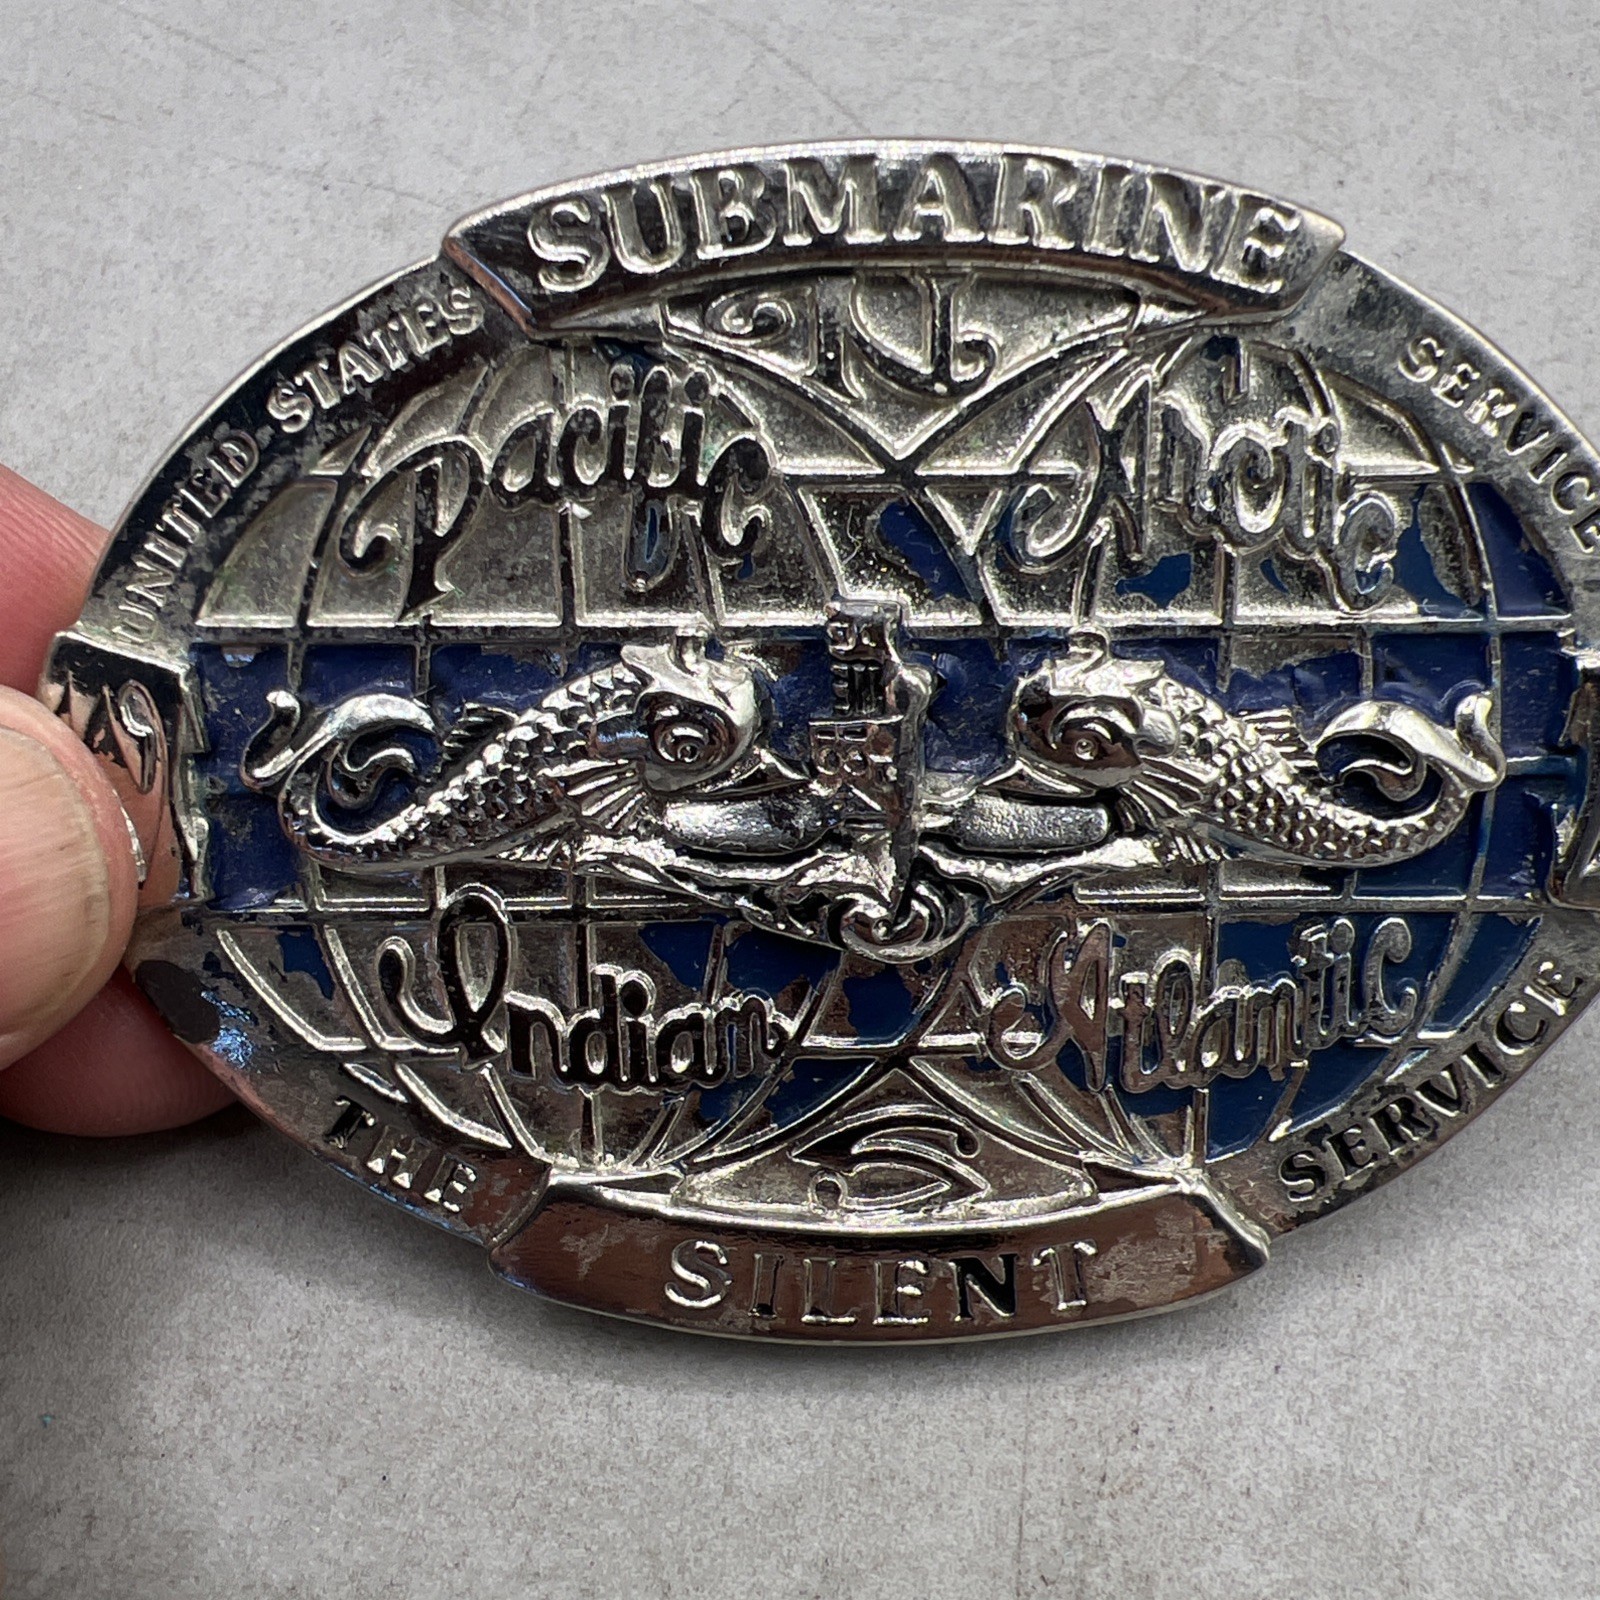 UNITED STATES
SUBMARINE
SERVICE
N
Pacific
Arctic
Indian
Atlantic
S
THE
SILENT
SERVICE